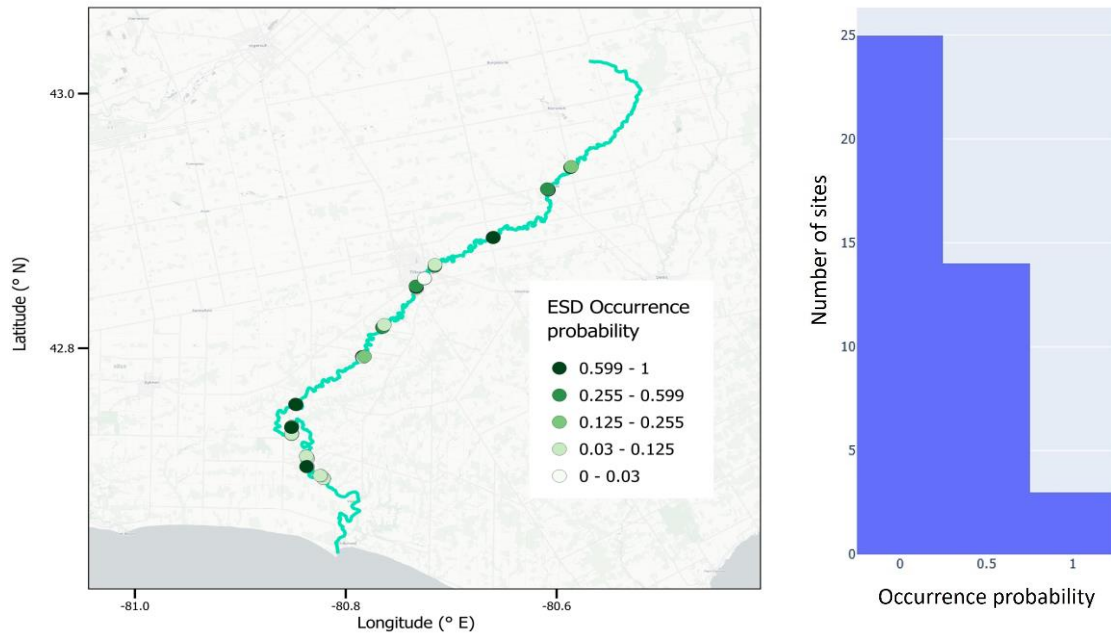 43.0
42.8
Latitude (° N)
-81.0
-80.8
-80.6
Longitude (° E)
ESD Occurrence
probability
0.599 - 1
0.255 - 0.599
0.125 - 0.255
0.03 - 0.125
0 - 0.03
25
20
15
10
5
0
Number of sites
0
0.5
1
Occurrence probability